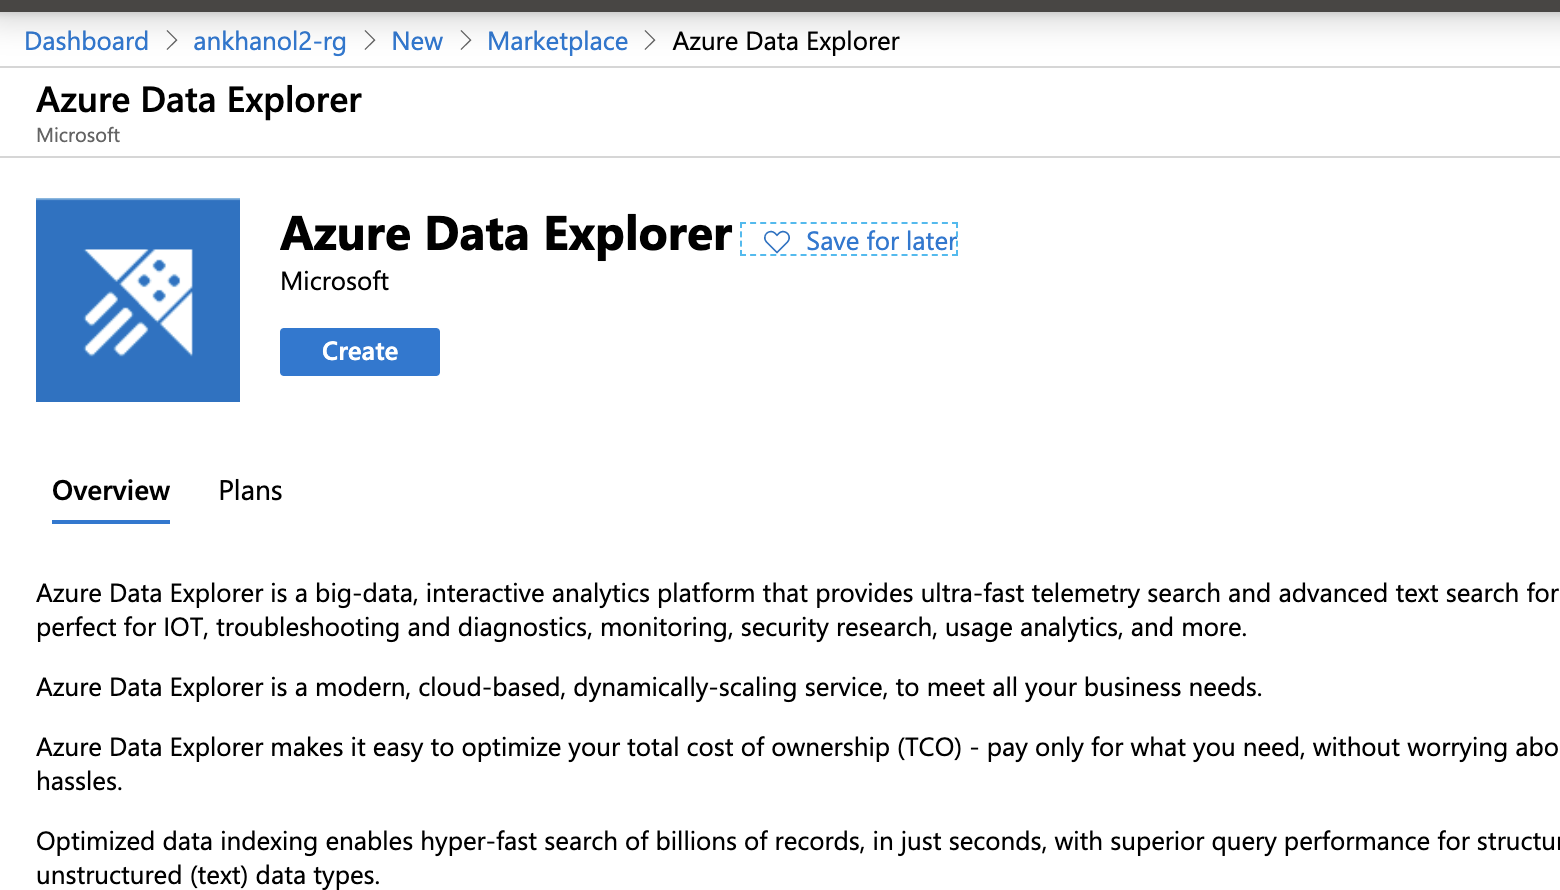 Dashboard > ankhanol2-rg > New > Marketplace > Azure Data Explorer
Azure Data Explorer
Microsoft
Azure Data Explorer Save for later
Microsoft
Create
Overview Plans
Azure Data Explorer is a big-data, interactive analytics platform that provides ultra-fast telemetry search and advanced text search for
perfect for IOT, troubleshooting and diagnostics, monitoring, security research, usage analytics, and more.
Azure Data Explorer is a modern, cloud-based, dynamically-scaling service, to meet all your business needs.
Azure Data Explorer makes it easy to optimize your total cost of ownership (TCO) - pay only for what you need, without worrying abo
hassles.
Optimized data indexing enables hyper-fast search of billions of records, in just seconds, with superior query performance for structu
unstructured (text) data types.